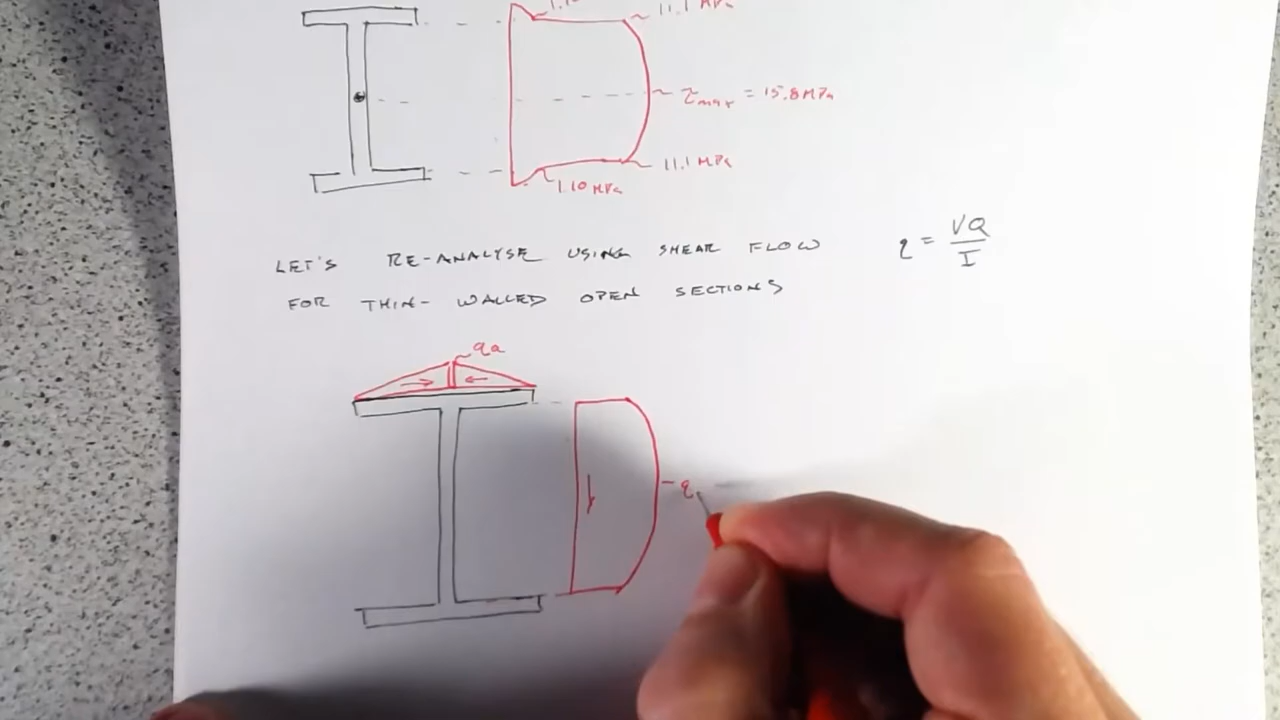 11.1 MPa
τmax = 15.8 MPa
11.1 MPa
1.10 MPa
LET'S RE-ANALYSE USING SHEAR FLOW q = VQ/I
FOR THIN-WALLED OPEN SECTIONS
qa
q